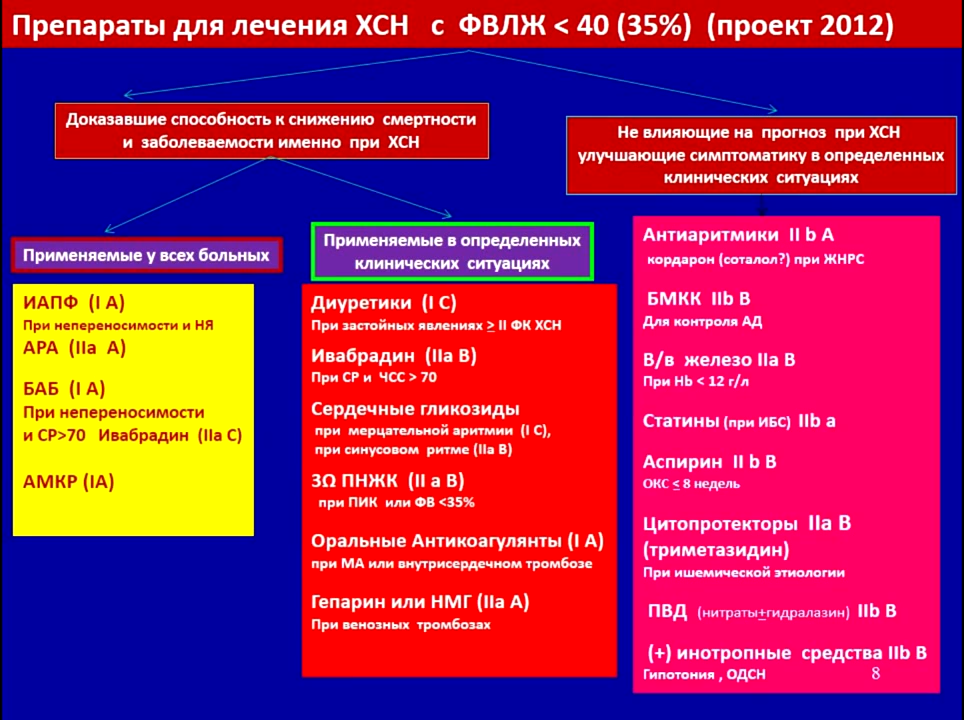 Препараты для лечения ХСН с ФВЛЖ < 40 (35%) (проект 2012)
Доказавшие способность к снижению смертности
и заболеваемости именно при ХСН
Не влияющие на прогноз при ХСН
улучшающие симптоматику в определенных
клинических ситуациях
Применяемые у всех больных
Применяемые в определенных
клинических ситуациях
ИАПФ (I A)
При непереносимости и НЯ
АРА (IIa A)
БАБ (I A)
При непереносимости
и СР>70 Ивабрадин (IIa C)
АМКР (IA)
Диуретики (I C)
При застойных явлениях ≥ II ФК ХСН
Ивабрадин (IIa B)
При СР и ЧСС > 70
Сердечные гликозиды
при мерцательной аритмии (I C),
при синусовом ритме (IIa B)
3Ω ПНЖК (II a B)
при ПИК или ФВ <35%
Оральные Антикоагулянты (I A)
при МА или внутрисердечном тромбозе
Гепарин или НМГ (IIa A)
При венозных тромбозах
Антиаритмики II b A
кордарон (соталол?) при ЖНРС
БМКК IIb B
Для контроля АД
В/в железо IIa B
При Hb < 12 г/л
Статины (при ИБС) IIb a
Аспирин II b B
ОКС ≤ 8 недель
Цитопротекторы IIa B
(триметазидин)
При ишемической этиологии
ПВД (нитраты±гидралазин) IIb B
(+) инотропные средства IIb B
Гипотония , ОДСН 8